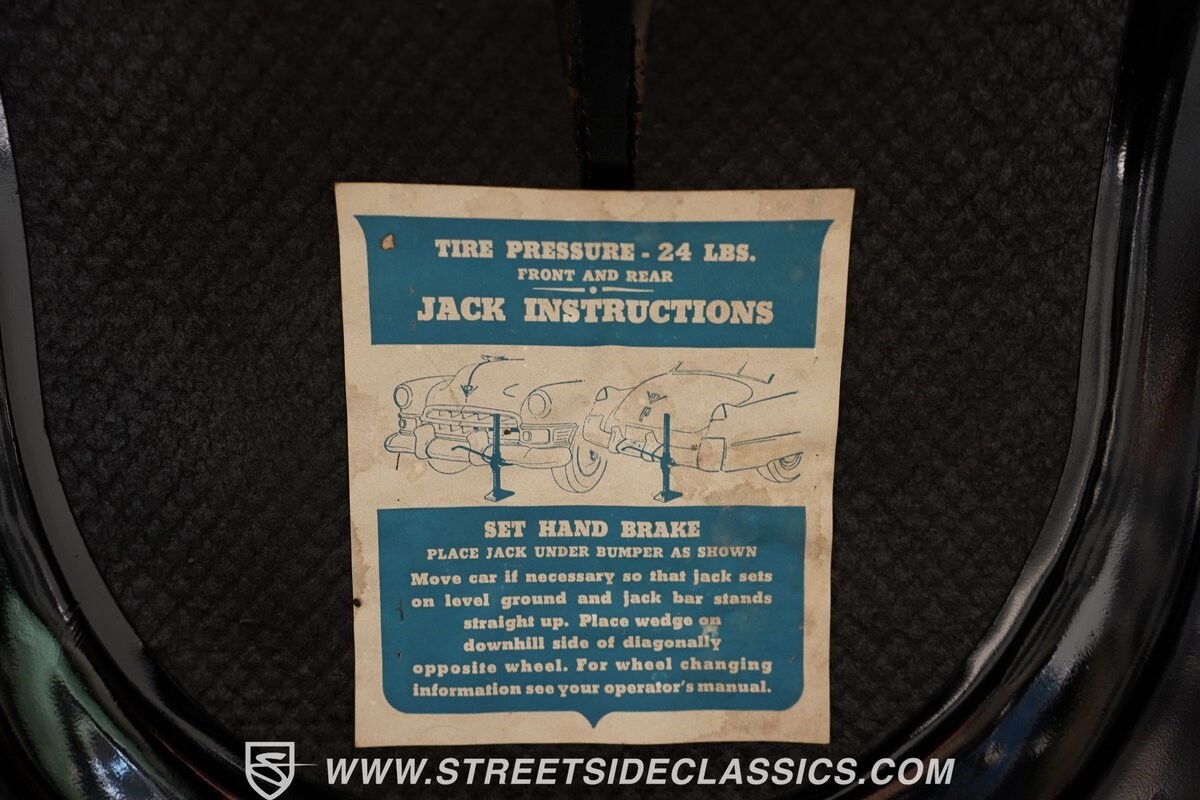 TIRE PRESSURE - 24 LBS.
FRONT AND REAR
JACK INSTRUCTIONS
SET HAND BRAKE
PLACE JACK UNDER BUMPER AS SHOWN
Move car if necessary so that jack sets
on level ground and jack bar stands
straight up. Place wedge on
downhill side of diagonally
opposite wheel. For wheel changing
information see your operator's manual.
WWW.STREETSIDECLASSICS.COM